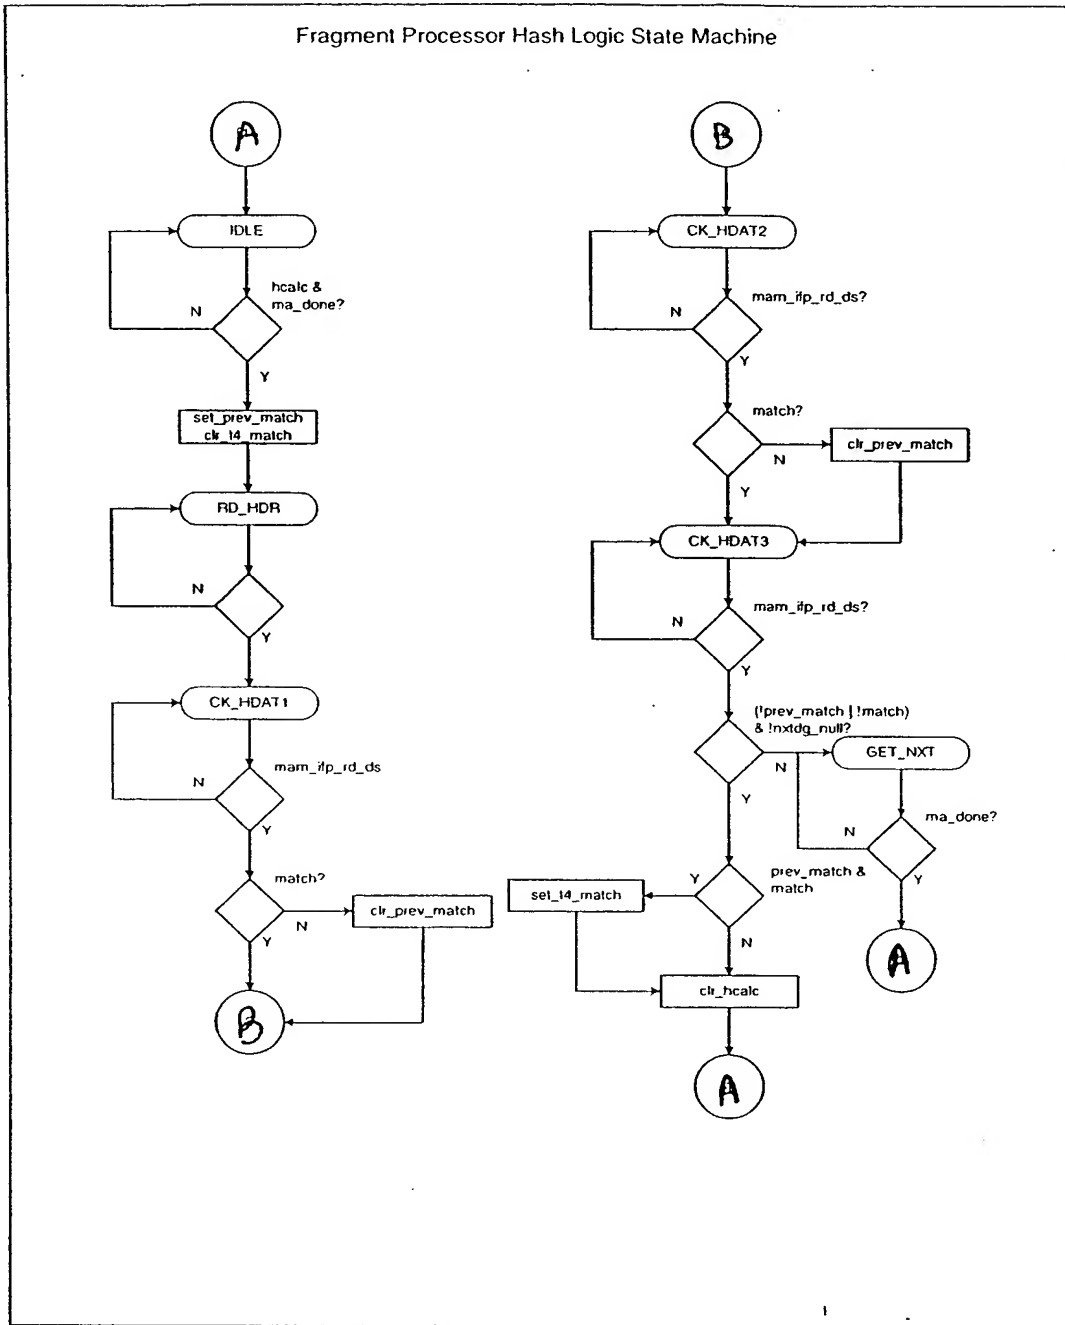 Fragment Processor Hash Logic State Machine
A
IDLE
hcalc &
ma_done?
N
Y
set_prev_match
clr_t4_match
RD_HDR
N
Y
CK_HDAT1
mam_ifp_rd_ds
N
Y
match?
N
clr_prev_match
Y
B
B
CK_HDAT2
mam_ifp_rd_ds?
N
Y
match?
N
clr_prev_match
Y
CK_HDAT3
mam_ifp_rd_ds?
N
Y
(!prev_match | !match)
& !nxtdg_null?
N
GET_NXT
Y
ma_done?
N
Y
A
prev_match &
match
Y
set_t4_match
N
clr_hcalc
A